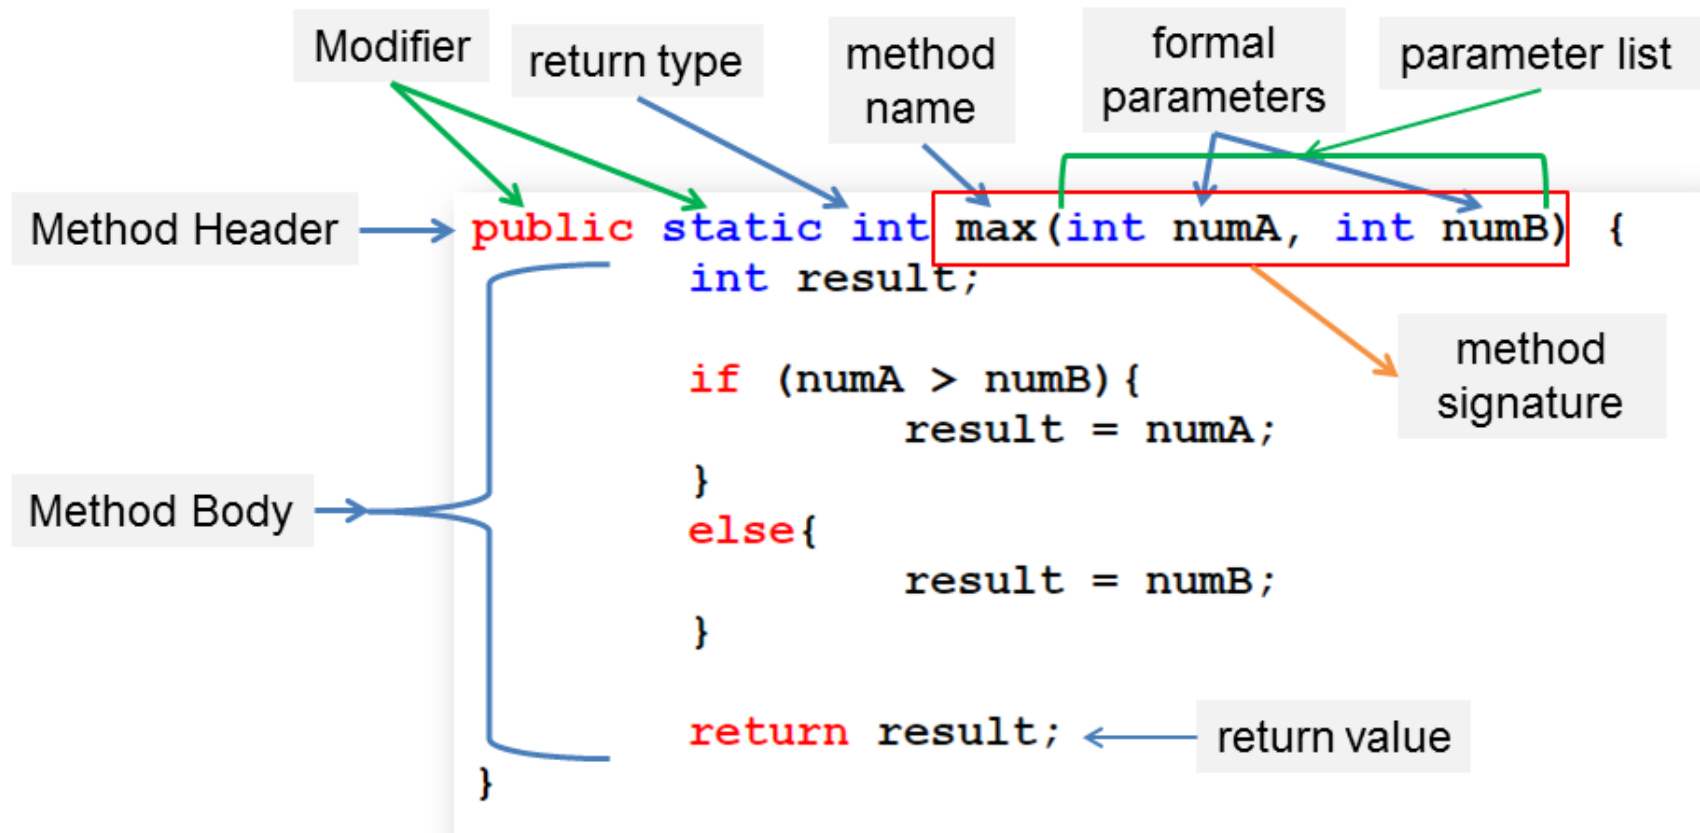 Modifier
return type
method
name
formal
parameters
parameter list
Method Header
public static int max(int numA, int numB) {
int result;
if (numA > numB){
result = numA;
}
else{
result = numB;
}
return result;
}
method
signature
Method Body
return value